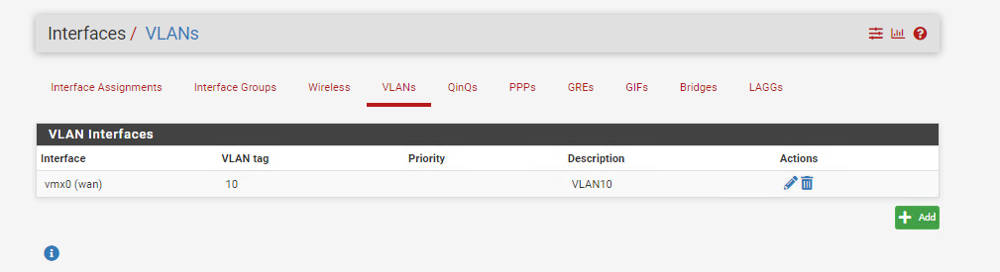 Interfaces / VLANs
Interface Assignments Interface Groups Wireless VLANs QinQs PPPs GREs GIFs Bridges LAGGs
VLAN Interfaces
Interface VLAN tag Priority Description Actions
vmx0 (wan) 10 VLAN10
Add